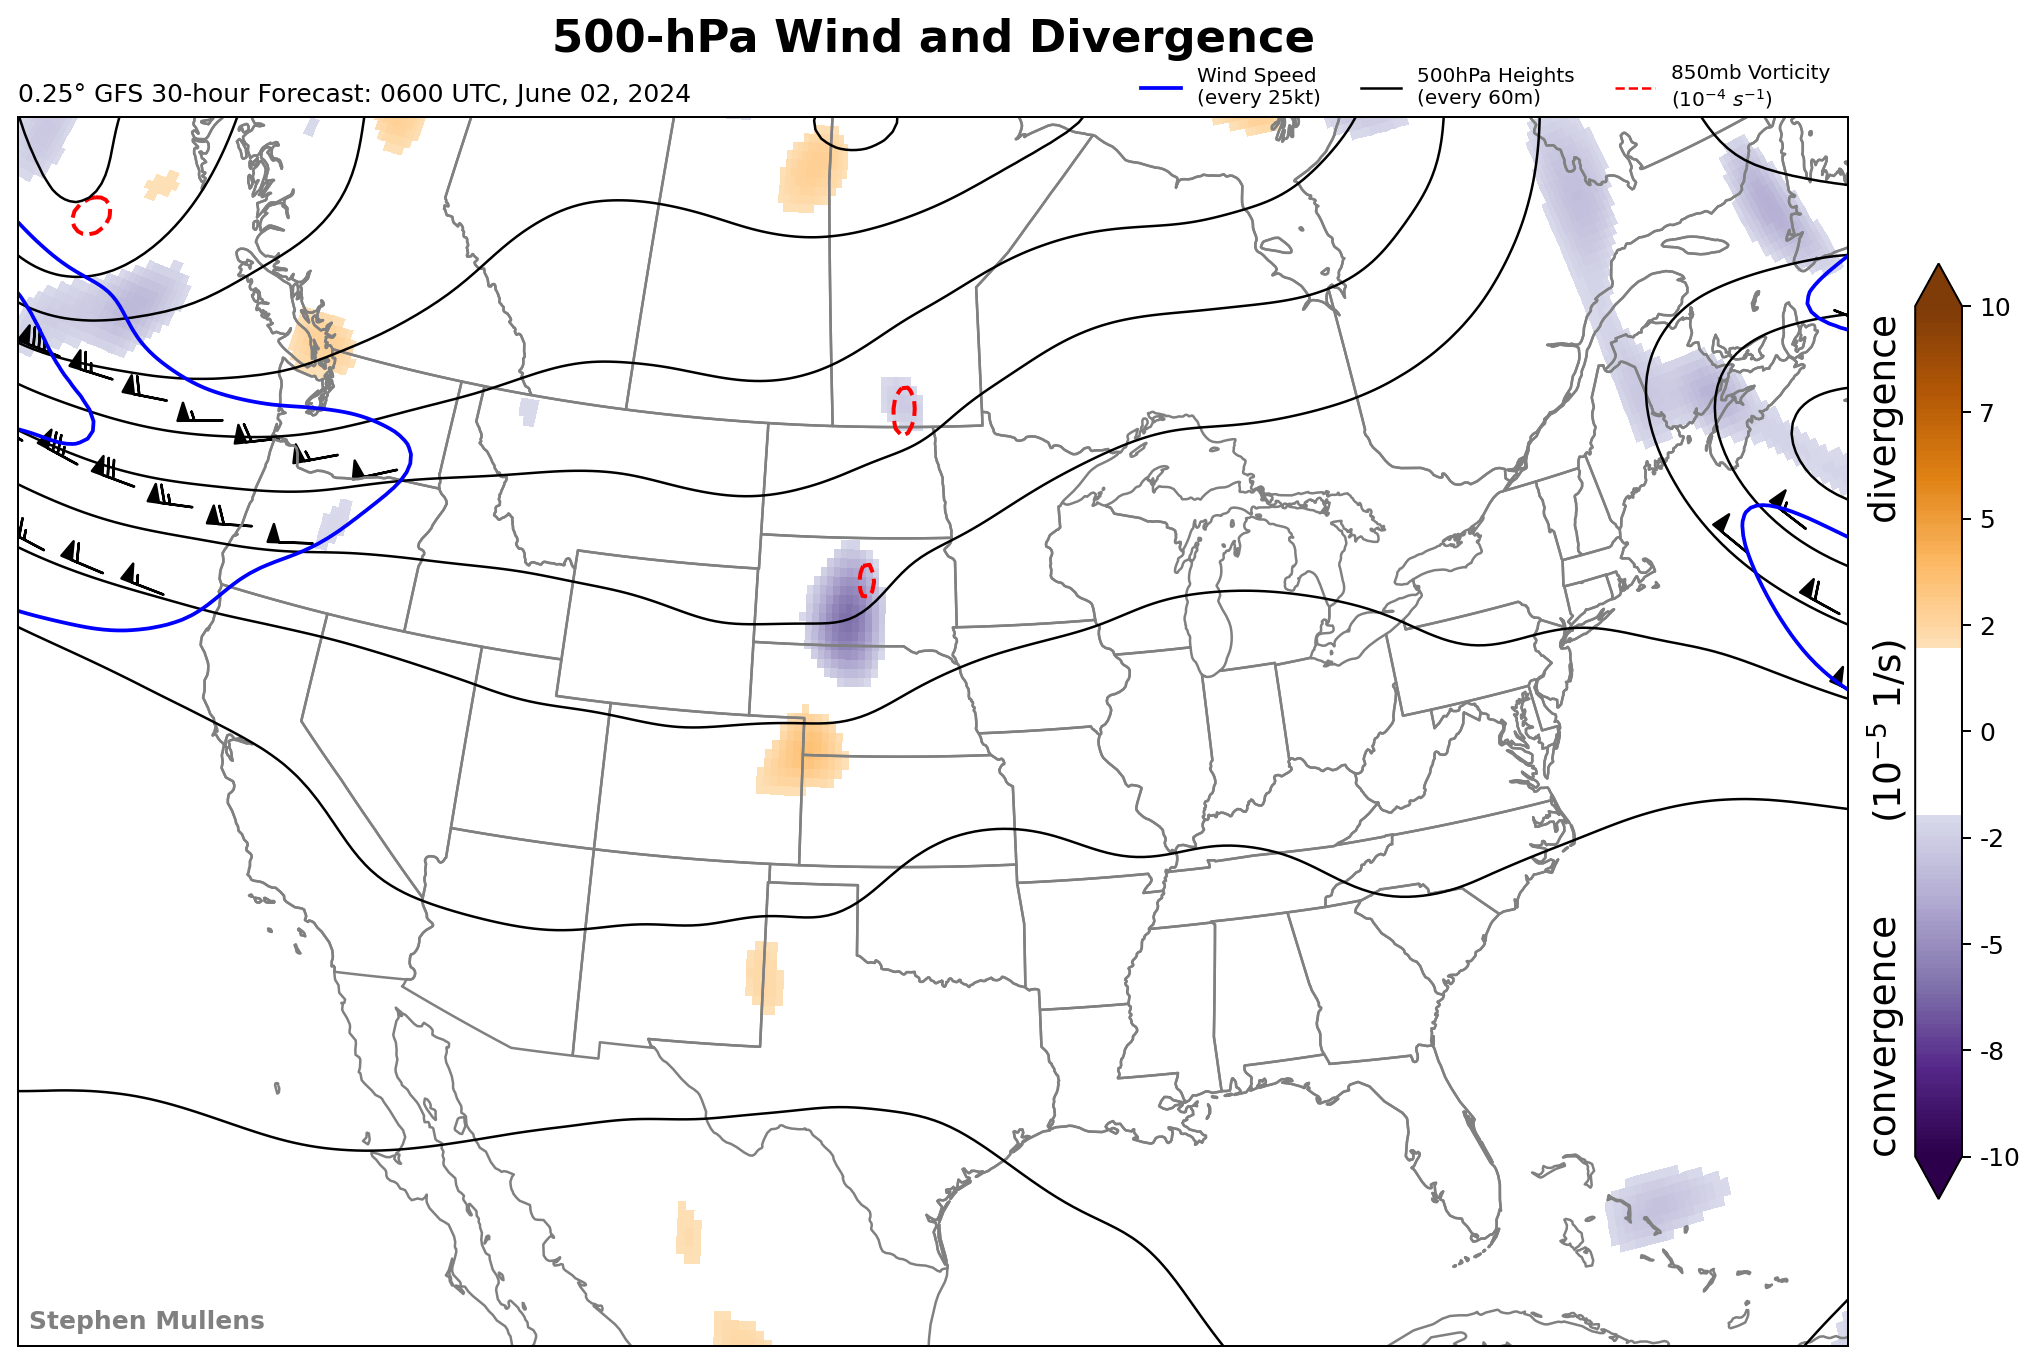 500-hPa Wind and Divergence
0.25° GFS 30-hour Forecast: 0600 UTC, June 02, 2024
Wind Speed
(every 25kt)
500hPa Heights
(every 60m)
850mb Vorticity
(10⁻⁴ s⁻¹)
10
7
5
2
0
-2
-5
-8
-10
convergence (10⁻⁵ 1/s) divergence
Stephen Mullens